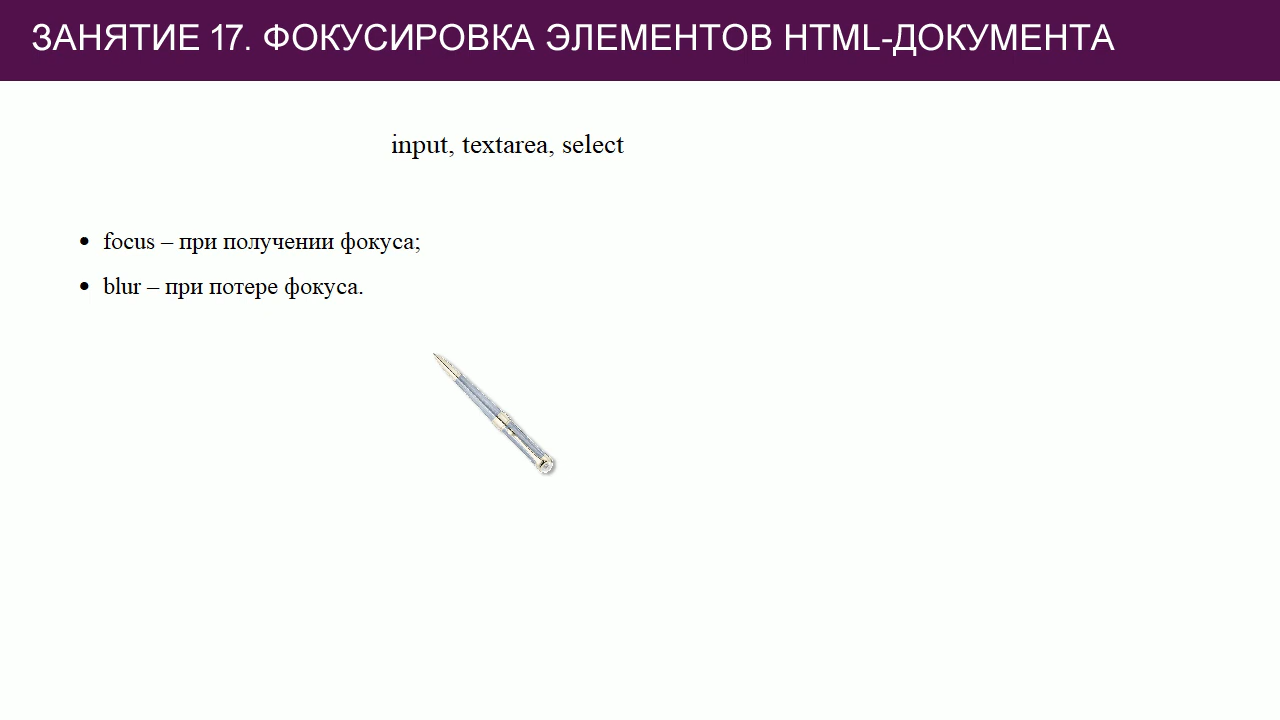 ЗАНЯТИЕ 17. ФОКУСИРОВКА ЭЛЕМЕНТОВ HTML-ДОКУМЕНТА
input, textarea, select
• focus – при получении фокуса;
• blur – при потере фокуса.